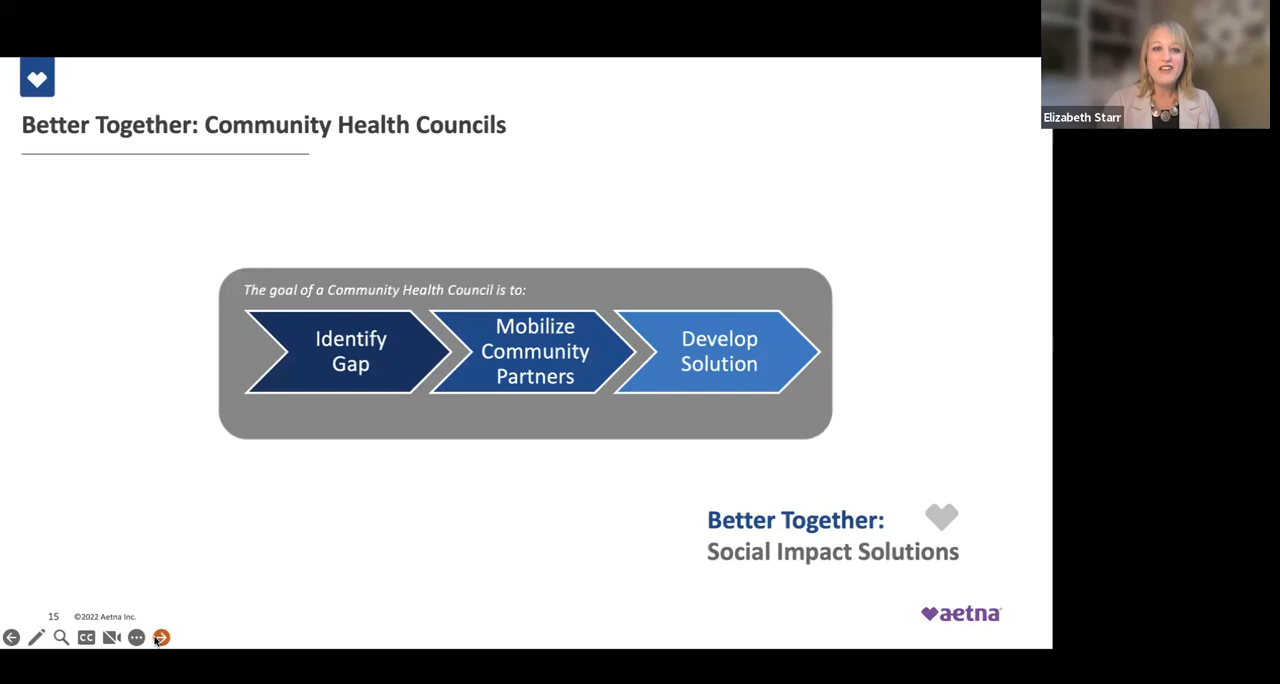 Better Together: Community Health Councils
Elizabeth Starr
The goal of a Community Health Council is to:
Identify
Gap
Mobilize
Community
Partners
Develop
Solution
Better Together:
Social Impact Solutions
15 ©2022 Aetna Inc.
aetna
CC